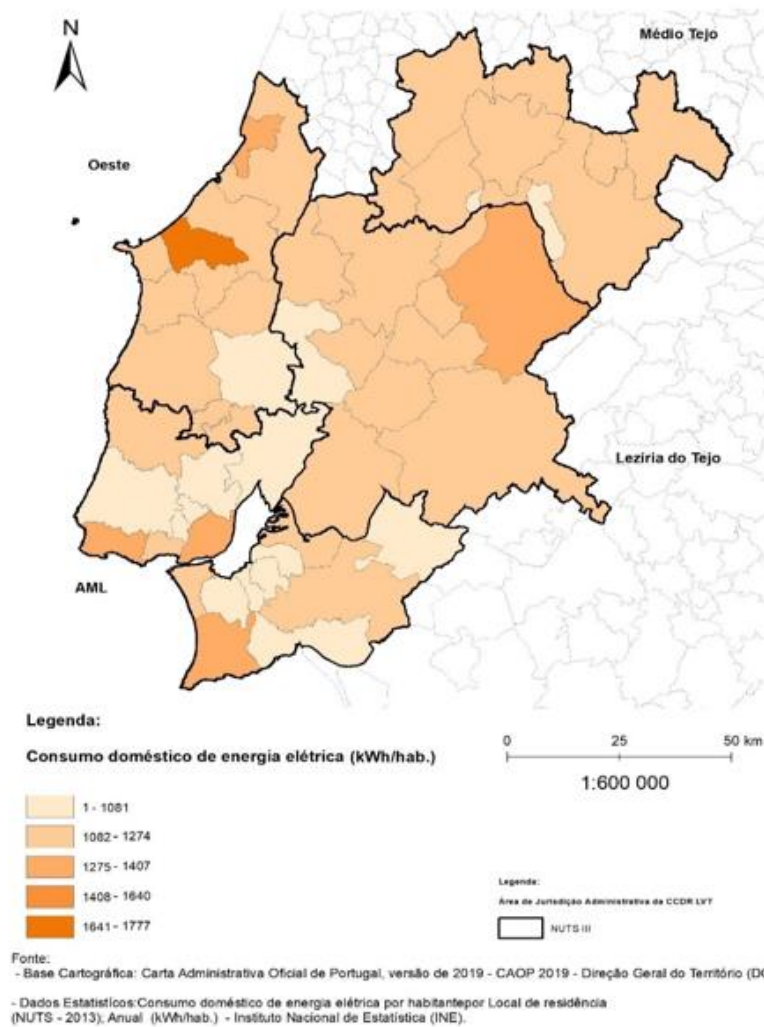 N
Médio Tejo
Oeste
Lezíria do Tejo
AML
Legenda:
Consumo doméstico de energia elétrica (kWh/hab.)
0 25 50 km
1:600 000
1 - 1081
1082 - 1274
1275 - 1407
1408 - 1640
1641 - 1777
Legenda:
Área de Jurisdição Administrativa da CCDR LVT
NUTS III
Fonte:
- Base Cartográfica: Carta Administrativa Oficial de Portugal, versão de 2019 - CAOP 2019 - Direção Geral do Território (DG
- Dados Estatísticos:Consumo doméstico de energia elétrica por habitantepor Local de residência
(NUTS - 2013); Anual (kWh/hab.) - Instituto Nacional de Estatística (INE).